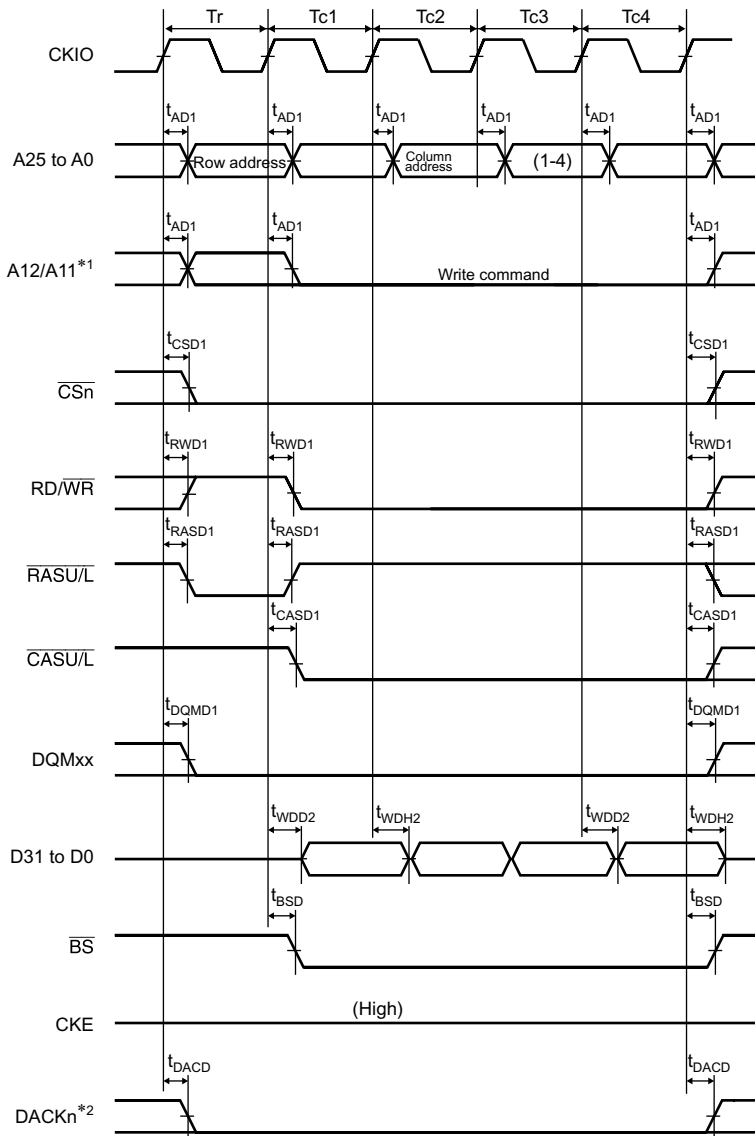 Tr Tc1 Tc2 Tc3 Tc4
CKIO
tAD1 tAD1 tAD1 tAD1 tAD1 tAD1
A25 to A0 Row address Column address (1-4)
tAD1 tAD1 tAD1
A12/A11*1 Write command
tCSD1 tCSD1
CSn
tRWD1 tRWD1 tRWD1
RD/WR
tRASD1 tRASD1 tRASD1
RASU/L
tCASD1 tCASD1
CASU/L
tDQMD1 tDQMD1
DQMxx
tWDD2 tWDH2 tWDD2 tWDH2
D31 to D0
tBSD tBSD
BS
(High)
CKE
tDACD tDACD
DACKn*2